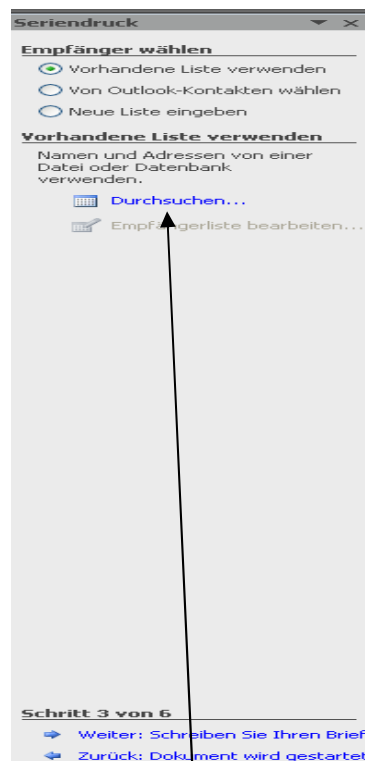 Seriendruck
Empfänger wählen
Vorhandene Liste verwenden
Von Outlook-Kontakten wählen
Neue Liste eingeben
Vorhandene Liste verwenden
Namen und Adressen von einer
Datei oder Datenbank
verwenden.
Durchsuchen...
Empfängerliste bearbeiten...
Schritt 3 von 6
Weiter: Schreiben Sie Ihren Brief
Zurück: Dokument wird gestartet